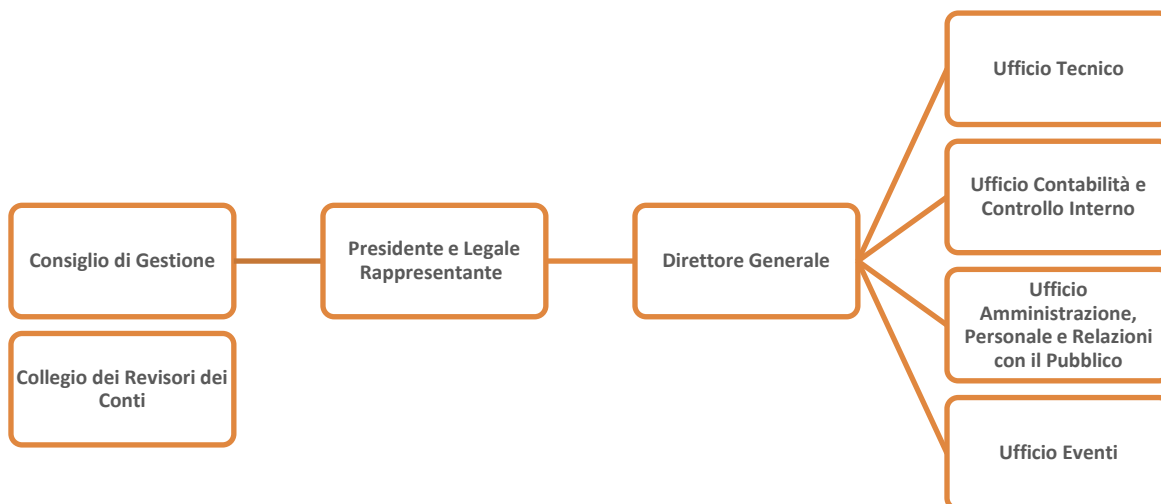 Consiglio di Gestione
Collegio dei Revisori dei
Conti
Presidente e Legale
Rappresentante
Direttore Generale
Ufficio Tecnico
Ufficio Contabilità e
Controllo Interno
Ufficio
Amministrazione,
Personale e Relazioni
con il Pubblico
Ufficio Eventi